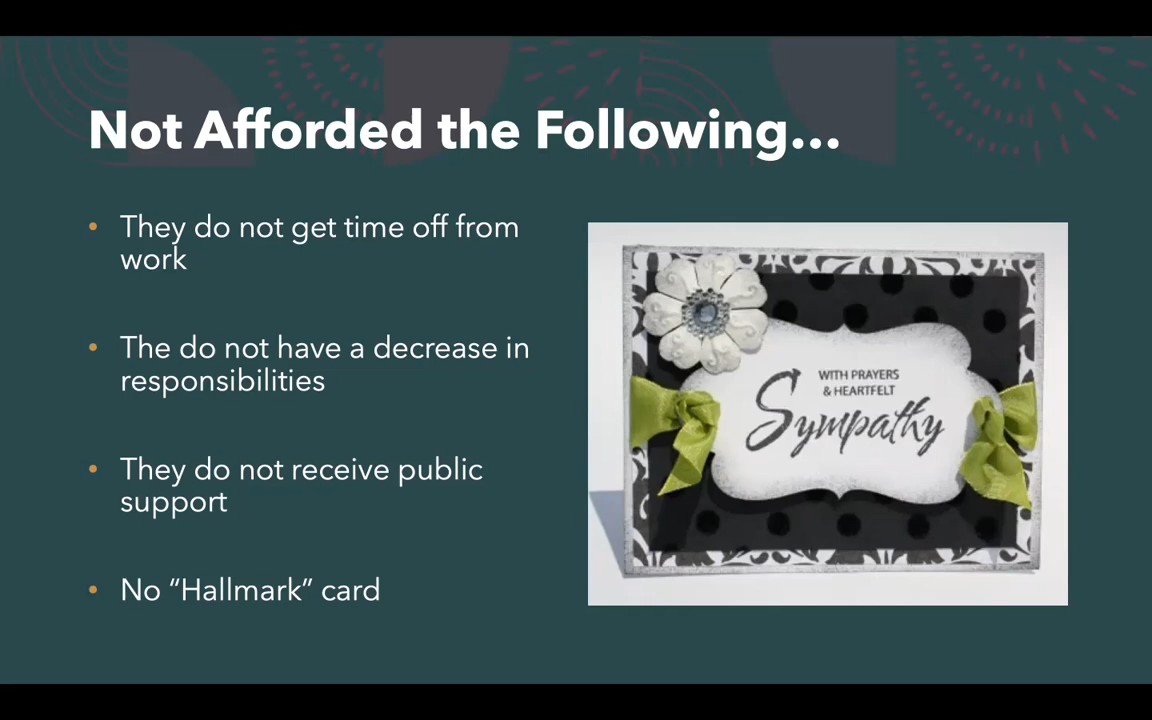 Not Afforded the Following...
• They do not get time off from
work
• The do not have a decrease in
responsibilities
• They do not receive public
support
• No “Hallmark” card
WITH PRAYERS
& HEARTFELT
Sympathy